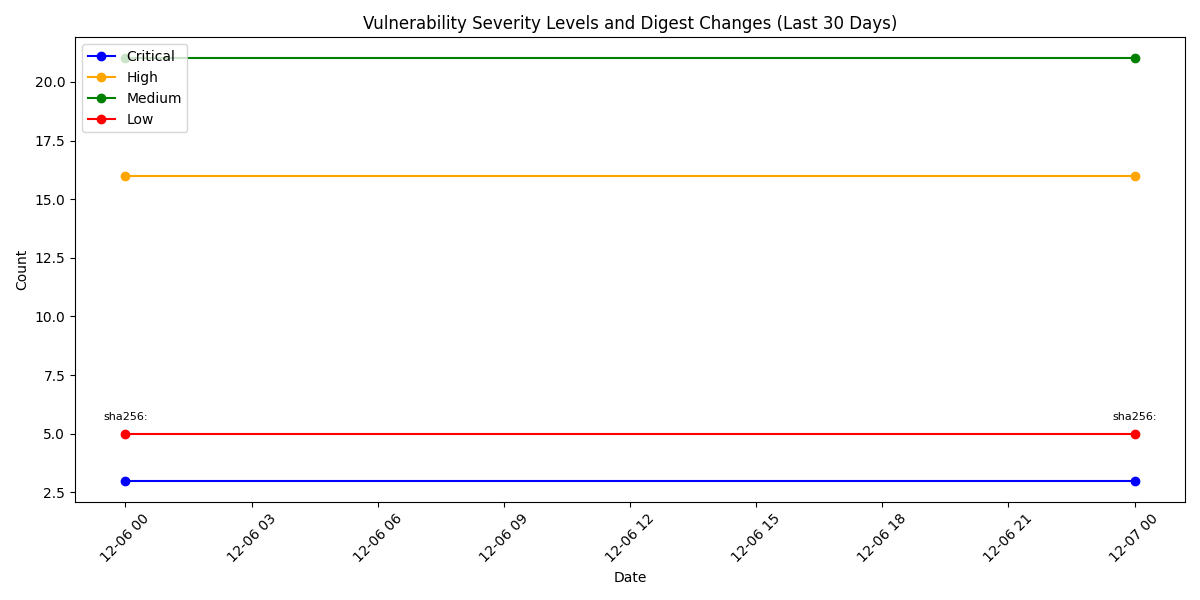 Vulnerability Severity Levels and Digest Changes (Last 30 Days)
Critical
High
Medium
Low
Count
20.0
17.5
15.0
12.5
10.0
7.5
5.0
2.5
sha256:
sha256:
12-06 00
12-06 03
12-06 06
12-06 09
12-06 12
12-06 15
12-06 18
12-06 21
12-07 00
Date